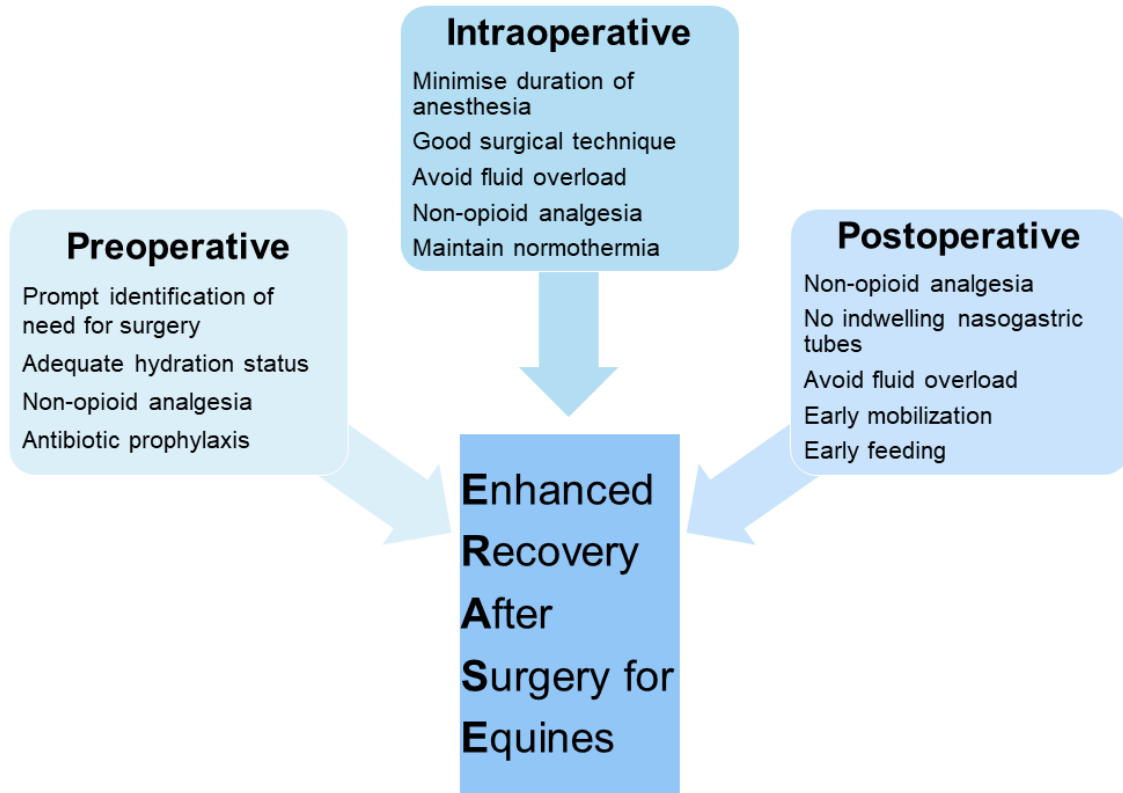 Intraoperative
Minimise duration of
anesthesia
Good surgical technique
Avoid fluid overload
Non-opioid analgesia
Maintain normothermia
Preoperative
Prompt identification of
need for surgery
Adequate hydration status
Non-opioid analgesia
Antibiotic prophylaxis
Postoperative
Non-opioid analgesia
No indwelling nasogastric
tubes
Avoid fluid overload
Early mobilization
Early feeding
Enhanced
Recovery
After
Surgery for
Equines